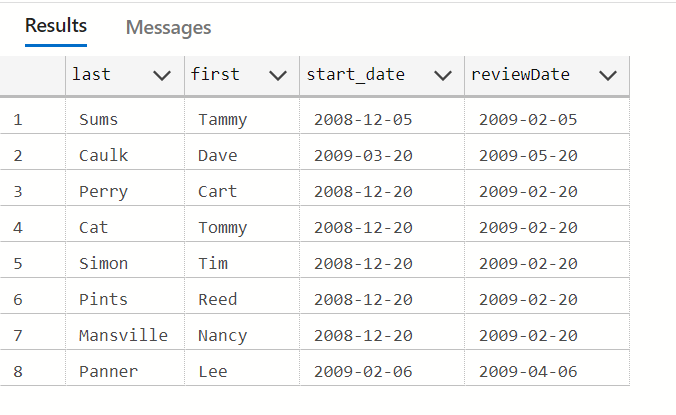 Results Messages
last first start_date reviewDate
1 Sums Tammy 2008-12-05 2009-02-05
2 Caulk Dave 2009-03-20 2009-05-20
3 Perry Cart 2008-12-20 2009-02-20
4 Cat Tommy 2008-12-20 2009-02-20
5 Simon Tim 2008-12-20 2009-02-20
6 Pints Reed 2008-12-20 2009-02-20
7 Mansville Nancy 2008-12-20 2009-02-20
8 Panner Lee 2009-02-06 2009-04-06